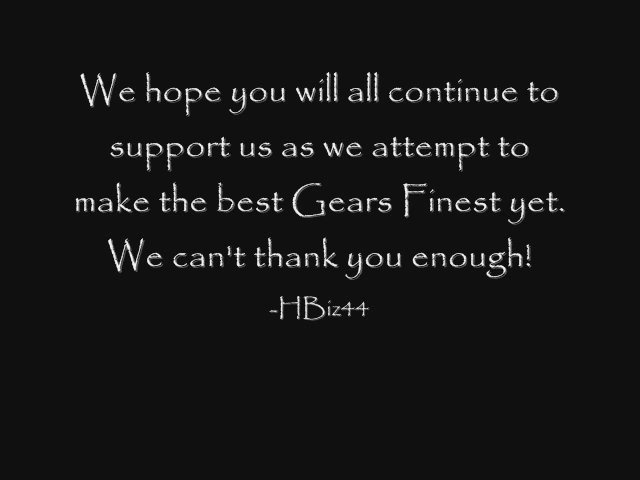 We hope you will all continue to
support us as we attempt to
make the best Gears Finest yet.
We can't thank you enough!
-HBiz44